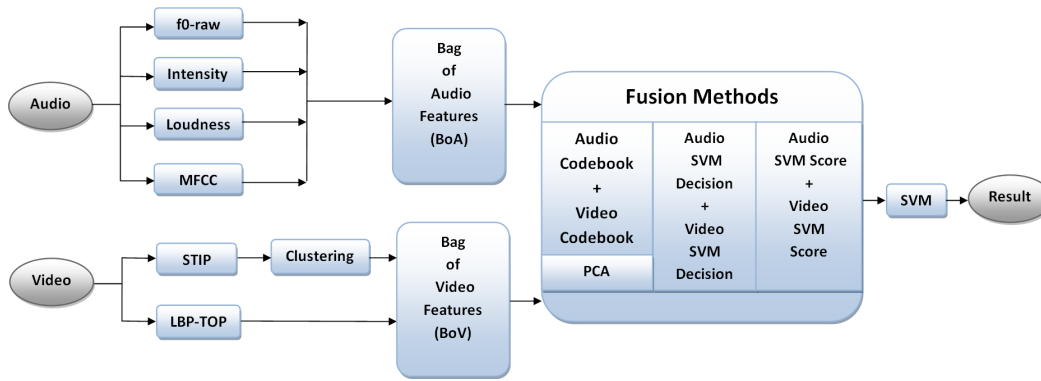 Audio
f0-raw
Intensity
Loudness
MFCC
Bag
of
Audio
Features
(BoA)
Video
STIP
Clustering
LBP-TOP
Bag
of
Video
Features
(BoV)
Fusion Methods
Audio
Codebook
+
Video
Codebook
PCA
Audio
SVM
Decision
+
Video
SVM
Decision
Audio
SVM Score
+
Video
SVM
Score
SVM
Result